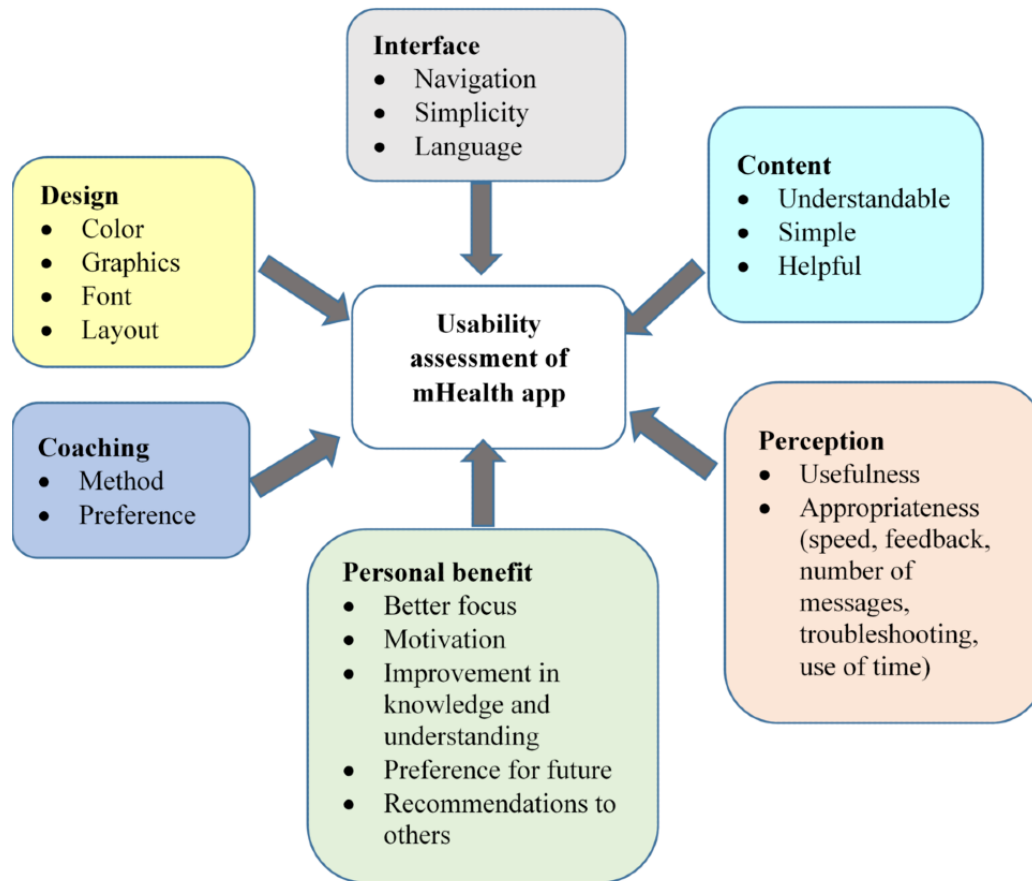 Interface
• Navigation
• Simplicity
• Language
Design
• Color
• Graphics
• Font
• Layout
Content
• Understandable
• Simple
• Helpful
Usability
assessment of
mHealth app
Coaching
• Method
• Preference
Perception
• Usefulness
• Appropriateness
(speed, feedback,
number of
messages,
troubleshooting,
use of time)
Personal benefit
• Better focus
• Motivation
• Improvement in
knowledge and
understanding
• Preference for future
• Recommendations to
others